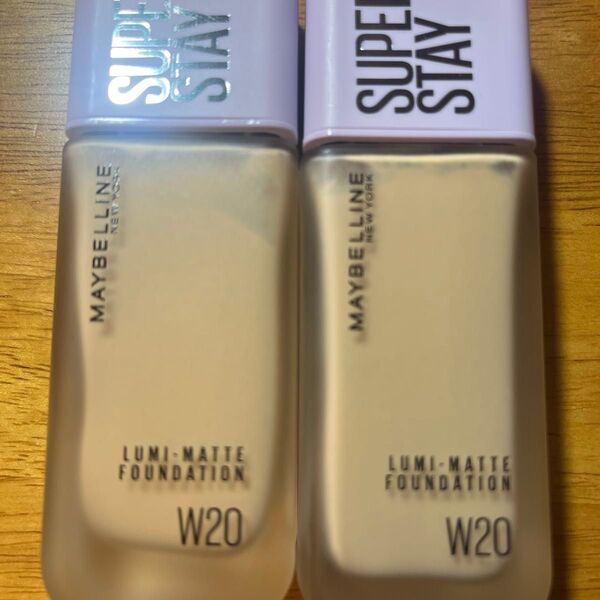 SUPER
STAY
MAYBELLINE
NEW YORK
LUMI-MATTE
FOUNDATION
W20
SUPER
STAY
MAYBELLINE
NEW YORK
LUMI-MATTE
FOUNDATION
W20